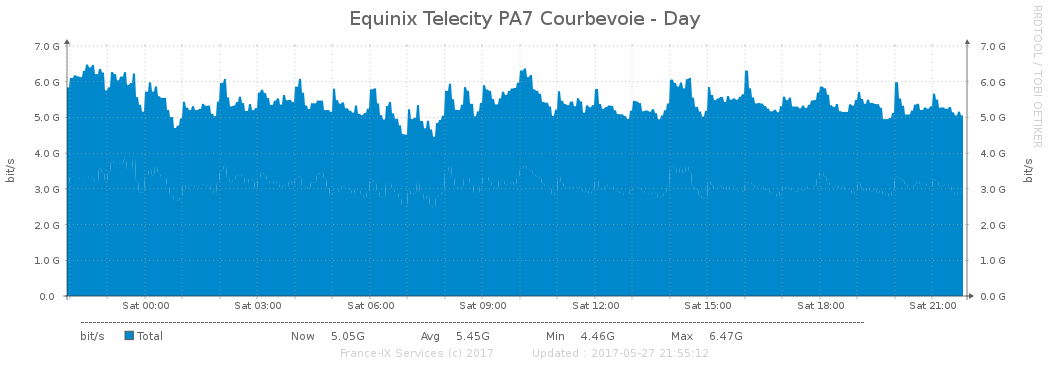 Equinix Telecity PA7 Courbevoie - Day
RRDTOOL / TOBI OETIKER
7.0 G 7.0 G
6.0 G 6.0 G
5.0 G 5.0 G
4.0 G 4.0 G
3.0 G 3.0 G
2.0 G 2.0 G
1.0 G 1.0 G
0.0 0.0 G
bit/s bit/s
Sat 00:00 Sat 03:00 Sat 06:00 Sat 09:00 Sat 12:00 Sat 15:00 Sat 18:00 Sat 21:00
bit/s Total Now 5.05G Avg 5.45G Min 4.46G Max 6.47G
France-IX Services (c) 2017 Updated : 2017-05-27 21:55:12